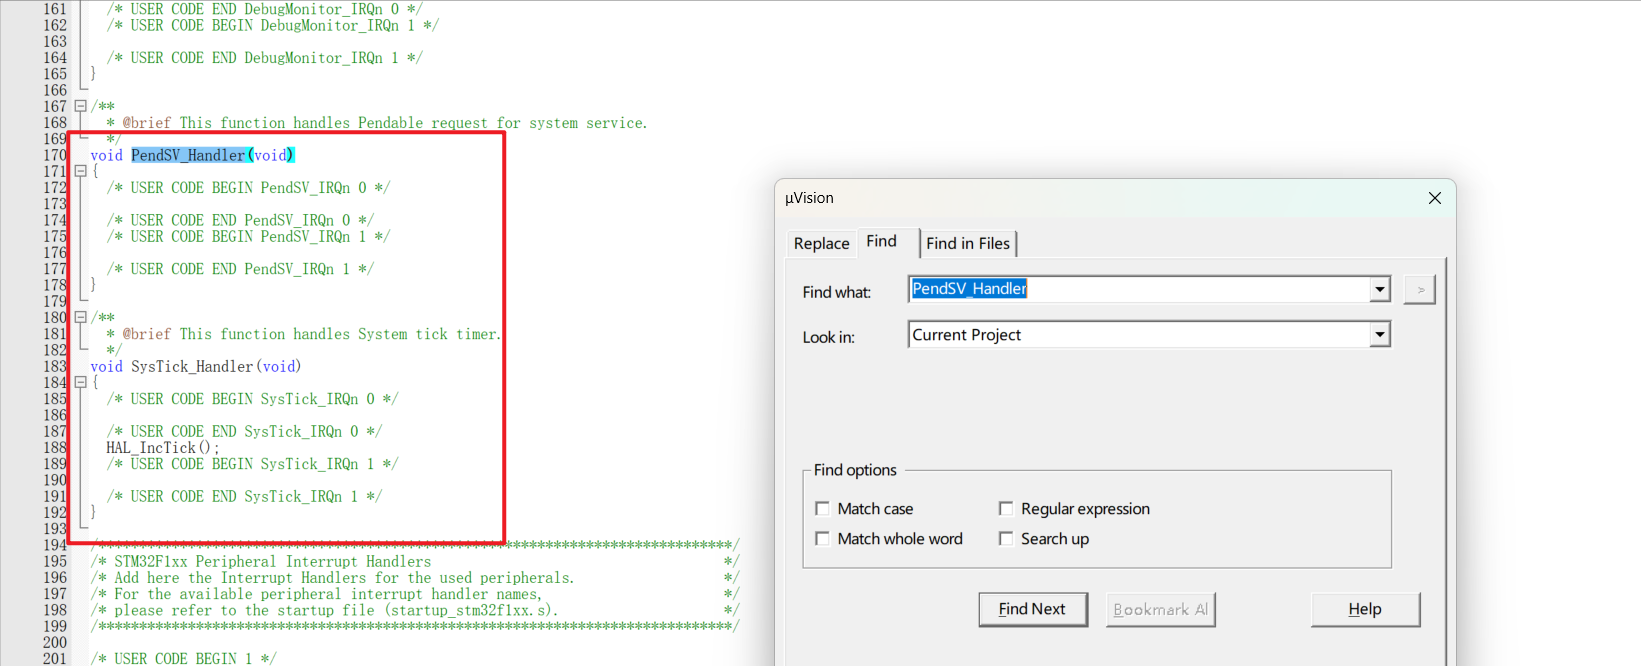 161 /* USER CODE END DebugMonitor_IRQn 0 */
162 /* USER CODE BEGIN DebugMonitor_IRQn 1 */
163
164 /* USER CODE END DebugMonitor_IRQn 1 */
165 }
166
167 /**
168 * @brief This function handles Pendable request for system service.
169 */
170 void PendSV_Handler(void)
171 {
172 /* USER CODE BEGIN PendSV_IRQn 0 */
173
174 /* USER CODE END PendSV_IRQn 0 */
175 /* USER CODE BEGIN PendSV_IRQn 1 */
176
177 /* USER CODE END PendSV_IRQn 1 */
178 }
179
180 /**
181 * @brief This function handles System tick timer.
182 */
183 void SysTick_Handler(void)
184 {
185 /* USER CODE BEGIN SysTick_IRQn 0 */
186
187 /* USER CODE END SysTick_IRQn 0 */
188 HAL_IncTick();
189 /* USER CODE BEGIN SysTick_IRQn 1 */
190
191 /* USER CODE END SysTick_IRQn 1 */
192 }
193
194 /******************************************************************************/
195 /* STM32F1xx Peripheral Interrupt Handlers */
196 /* Add here the Interrupt Handlers for the used peripherals. */
197 /* For the available peripheral interrupt handler names, */
198 /* please refer to the startup file (startup_stm32f1xx.s). */
199 /******************************************************************************/
200
201 /* USER CODE BEGIN 1 */
µVision
Replace Find Find in Files
Find what: PendSV_Handler >
Look in: Current Project
Find options
Match case Regular expression
Match whole word Search up
Find Next Bookmark Al Help